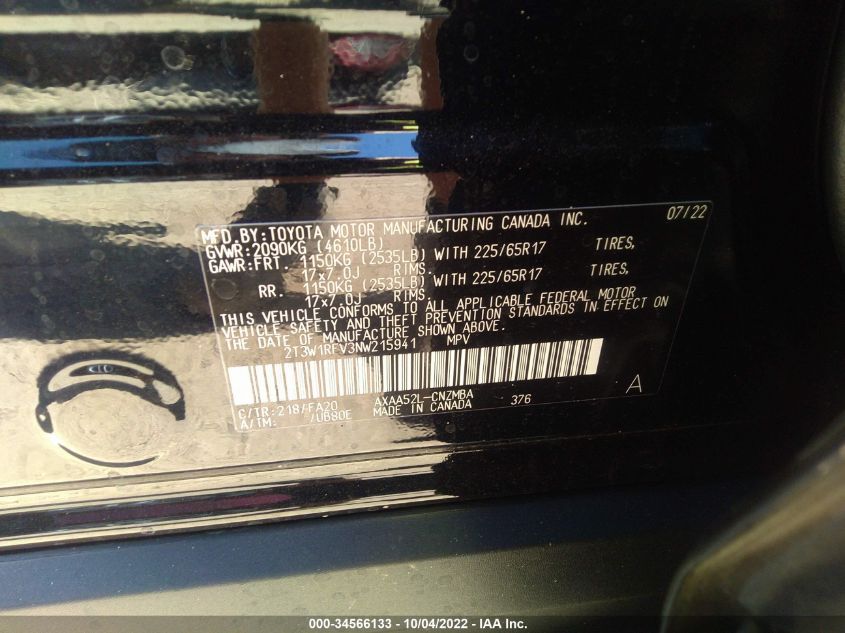 MFD.BY:TOYOTA MOTOR MANUFACTURING CANADA INC. 07/22
GVWR:2090KG (4610LB)
GAWR:FRT. 1150KG (2535LB) WITH 225/65R17 TIRES,
17x7.0J RIMS.
RR. 1150KG (2535LB) WITH 225/65R17 TIRES,
17x7.0J RIMS.
THIS VEHICLE CONFORMS TO ALL APPLICABLE FEDERAL MOTOR
VEHICLE SAFETY AND THEFT PREVENTION STANDARDS IN EFFECT ON
THE DATE OF MANUFACTURE SHOWN ABOVE.
2T3W1RFV3NW215941 MPV
C/TR:218/FA20 AXAA52L-CNZMBA A
A/TM: /UB80E MADE IN CANADA 376
000-34566133 - 10/04/2022 - IAA Inc.